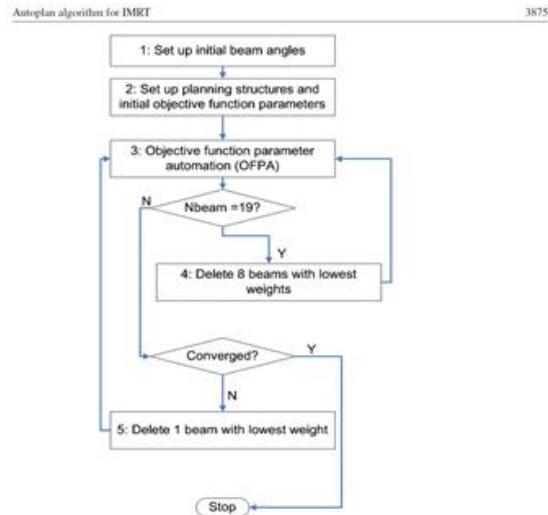 Autoplan algorithm for IMRT 3875
1: Set up initial beam angles
2: Set up planning structures and
initial objective function parameters
3: Objective function parameter
automation (OFPA)
N
Nbeam =19?
Y
4: Delete 8 beams with lowest
weights
Converged?
Y
N
5: Delete 1 beam with lowest weight
Stop